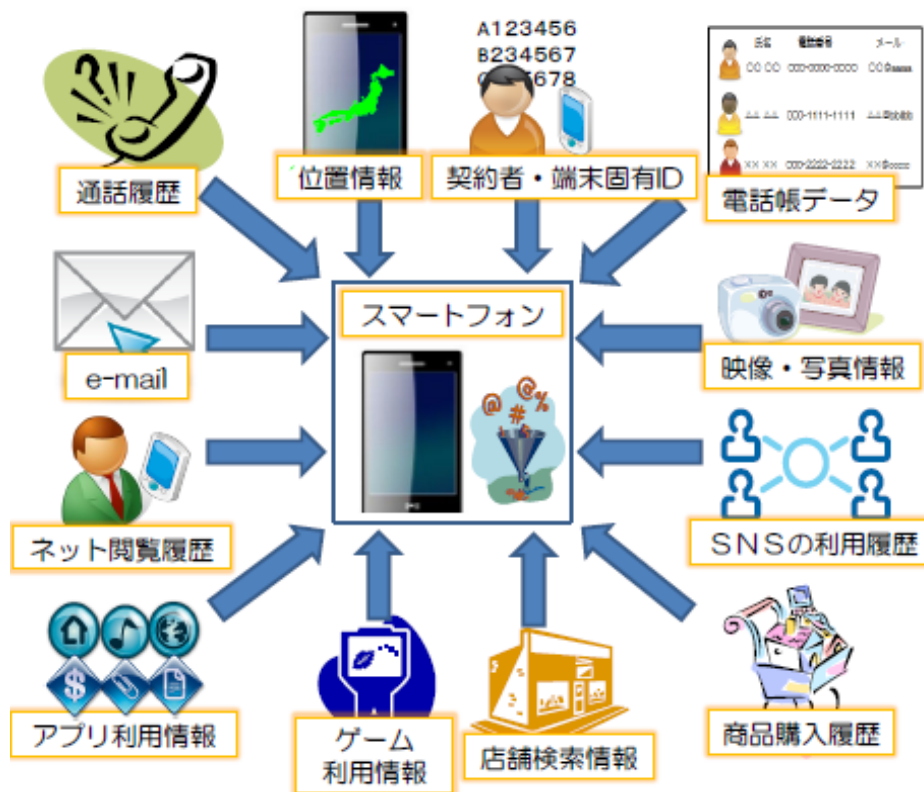 A123456
B234567
氏名 電話番号 メール
〇〇 〇〇 000-0000-0000
△△ △△ 000-1111-1111
×× ×× 000-2222-2222
通話履歴
位置情報
契約者・端末固有ID
電話帳データ
スマートフォン
e-mail
@ @ % #
映像・写真情報
ネット閲覧履歴
SNSの利用履歴
アプリ利用情報
$
ゲーム
利用情報
店舗検索情報
商品購入履歴